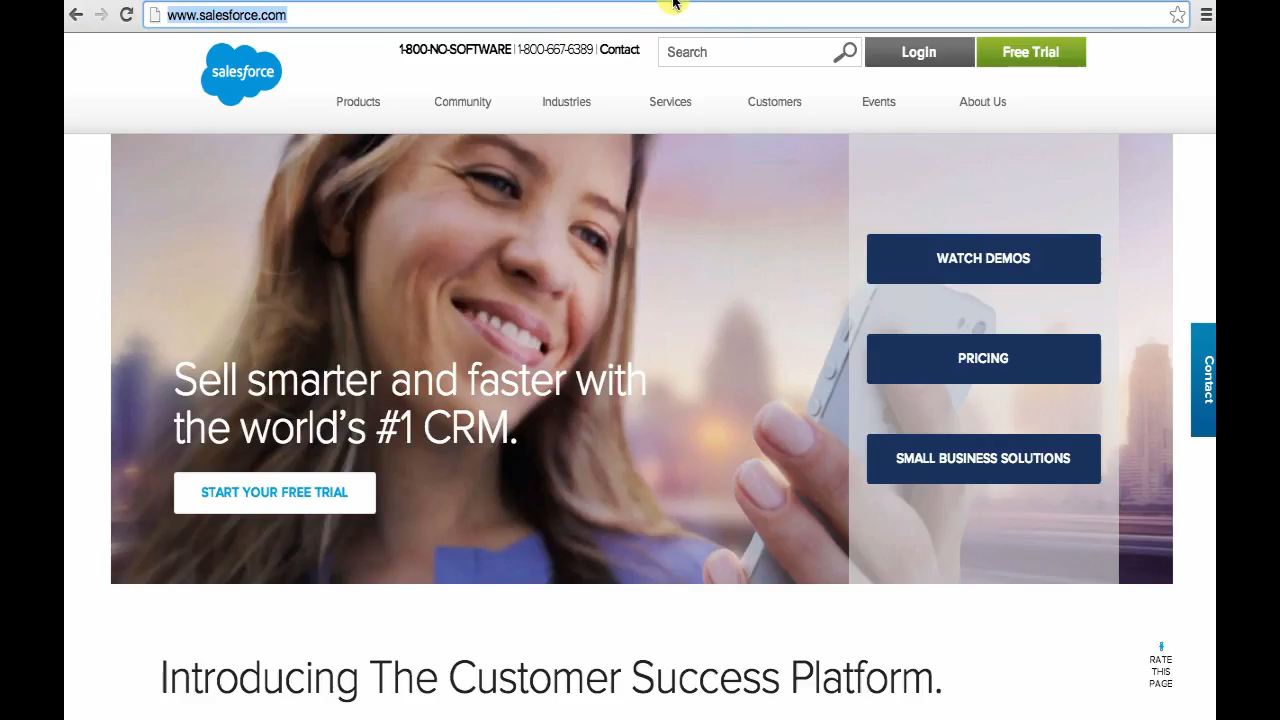 www.salesforce.com
1-800-NO-SOFTWARE | 1-800-667-6389 | Contact
Search
Login
Free Trial
salesforce
Products
Community
Industries
Services
Customers
Events
About Us
WATCH DEMOS
PRICING
SMALL BUSINESS SOLUTIONS
Contact
Sell smarter and faster with
the world's #1 CRM.
START YOUR FREE TRIAL
Introducing The Customer Success Platform.
RATE
THIS
PAGE